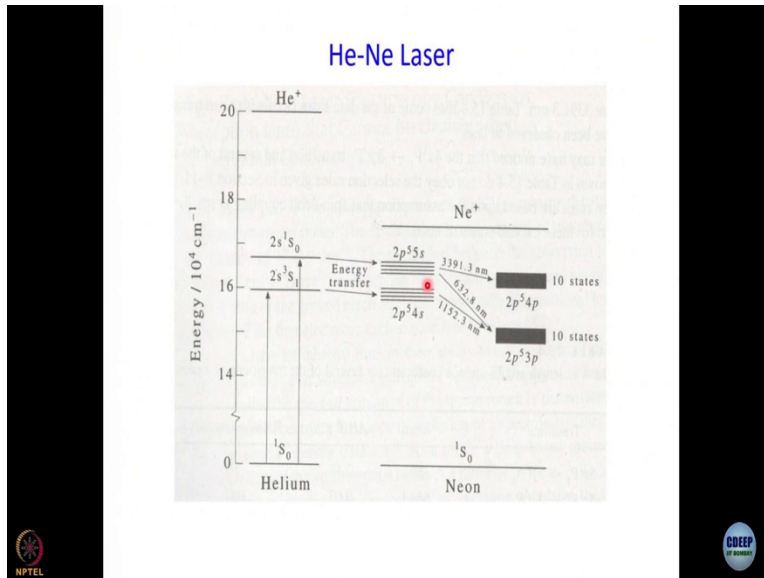 He-Ne Laser
He⁺
20
18
16
14
0
Energy / 10⁴ cm⁻¹
2s¹S₀
2s³S₁
¹S₀
Helium
Energy
transfer
Ne⁺
2p⁵5s
2p⁵4s
3391.3 nm
632.8 nm
1152.3 nm
10 states
2p⁵4p
10 states
2p⁵3p
¹S₀
Neon
NPTEL
CDEEP
IIT BOMBAY